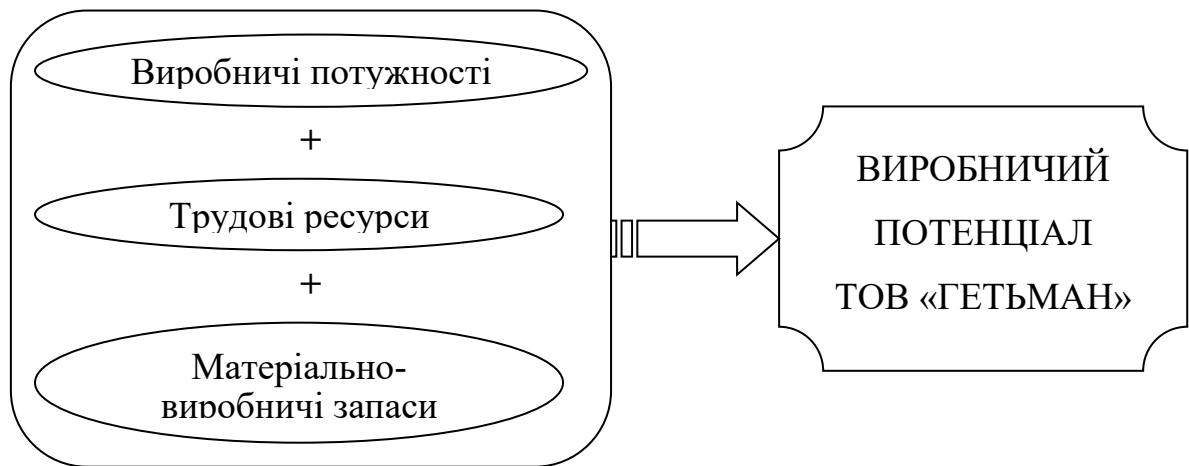 Виробничі потужності
+
Трудові ресурси
+
Матеріально-
виробничі запаси
ВИРОБНИЧИЙ
ПОТЕНЦІАЛ
ТОВ «ГЕТЬМАН»